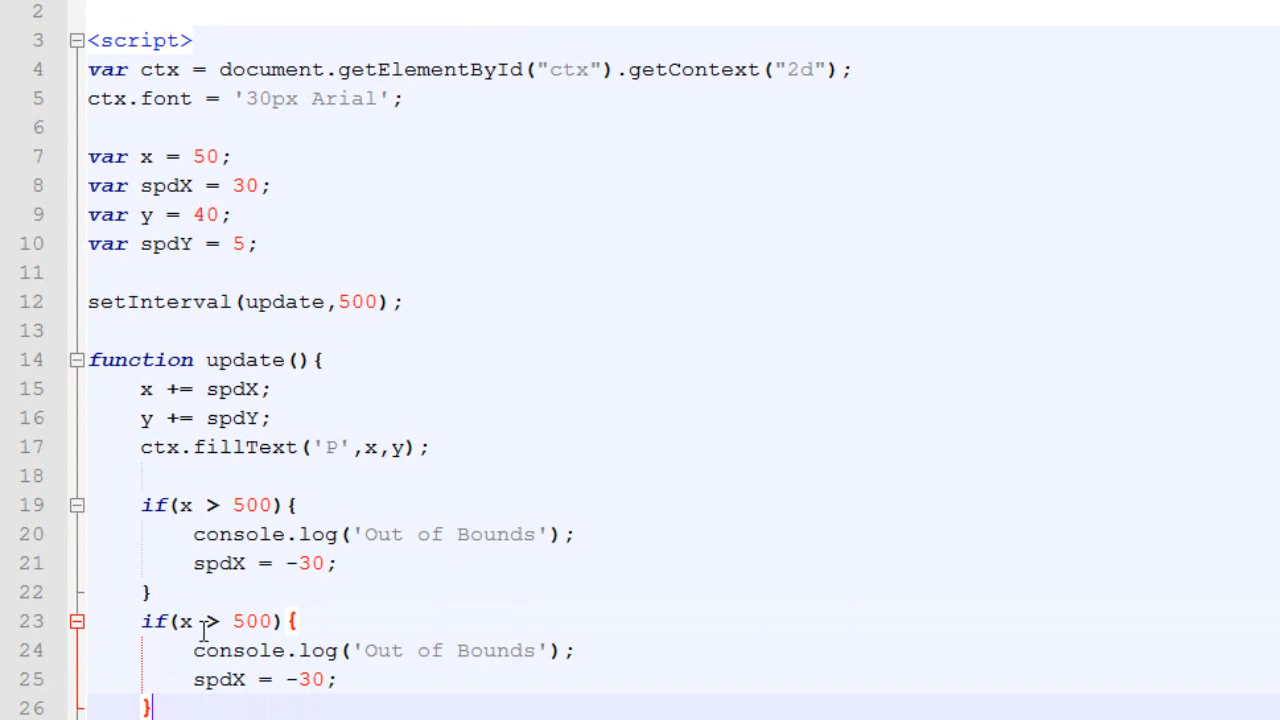 2
3 <script>
4 var ctx = document.getElementById("ctx").getContext("2d");
5 ctx.font = '30px Arial';
6
7 var x = 50;
8 var spdX = 30;
9 var y = 40;
10 var spdY = 5;
11
12 setInterval(update,500);
13
14 function update(){
15 x += spdX;
16 y += spdY;
17 ctx.fillText('P',x,y);
18
19 if(x > 500){
20 console.log('Out of Bounds');
21 spdX = -30;
22 }
23 if(x > 500){
24 console.log('Out of Bounds');
25 spdX = -30;
26 }